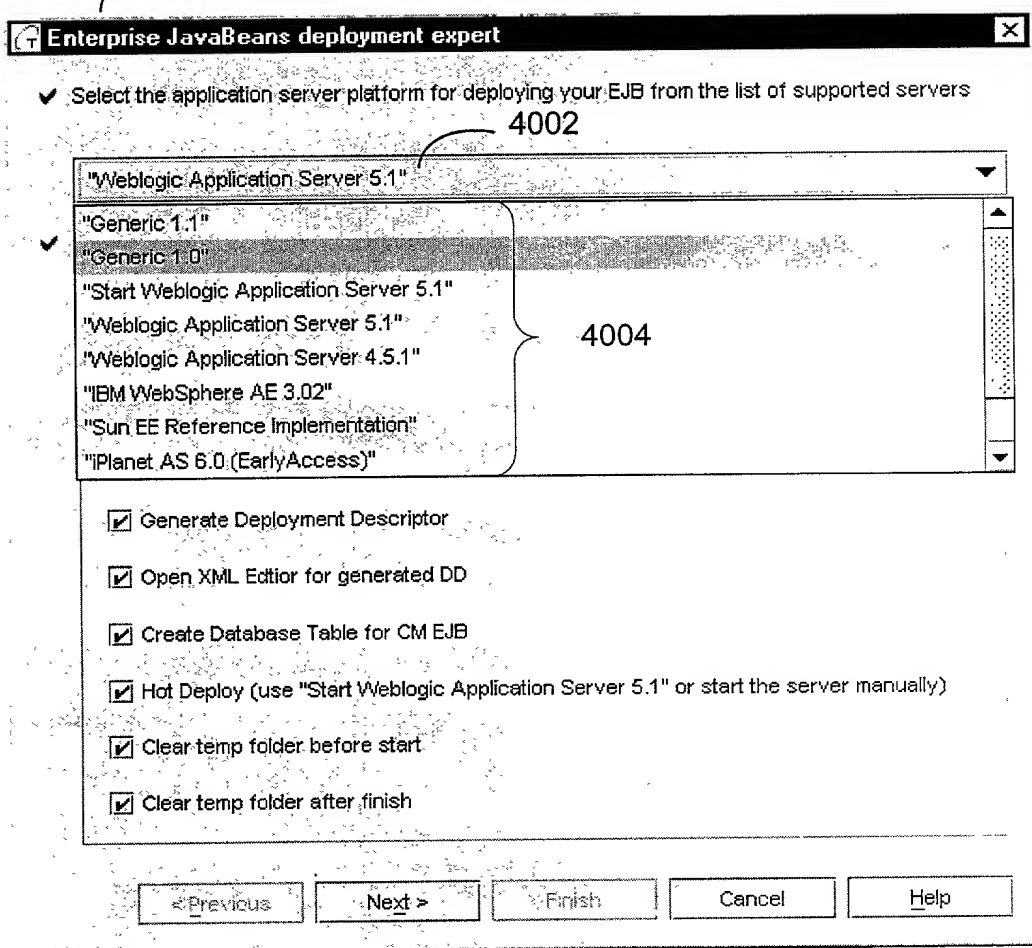 Enterprise JavaBeans deployment expert
Select the application server platform for deploying your EJB from the list of supported servers
4002
"Weblogic Application Server 5.1"
"Generic 1.1"
"Generic 1.0"
"Start Weblogic Application Server 5.1"
"Weblogic Application Server 5.1"
"Weblogic Application Server 4.5.1"
4004
"IBM WebSphere AE 3.02"
"Sun EE Reference Implementation"
"iPlanet AS 6.0 (EarlyAccess)"
Generate Deployment Descriptor
Open XML Edtior for generated DD
Create Database Table for CM EJB
Hot Deploy (use "Start Weblogic Application Server 5.1" or start the server manually)
Clear temp folder before start
Clear temp folder after finish
< Previous Next > Finish Cancel Help